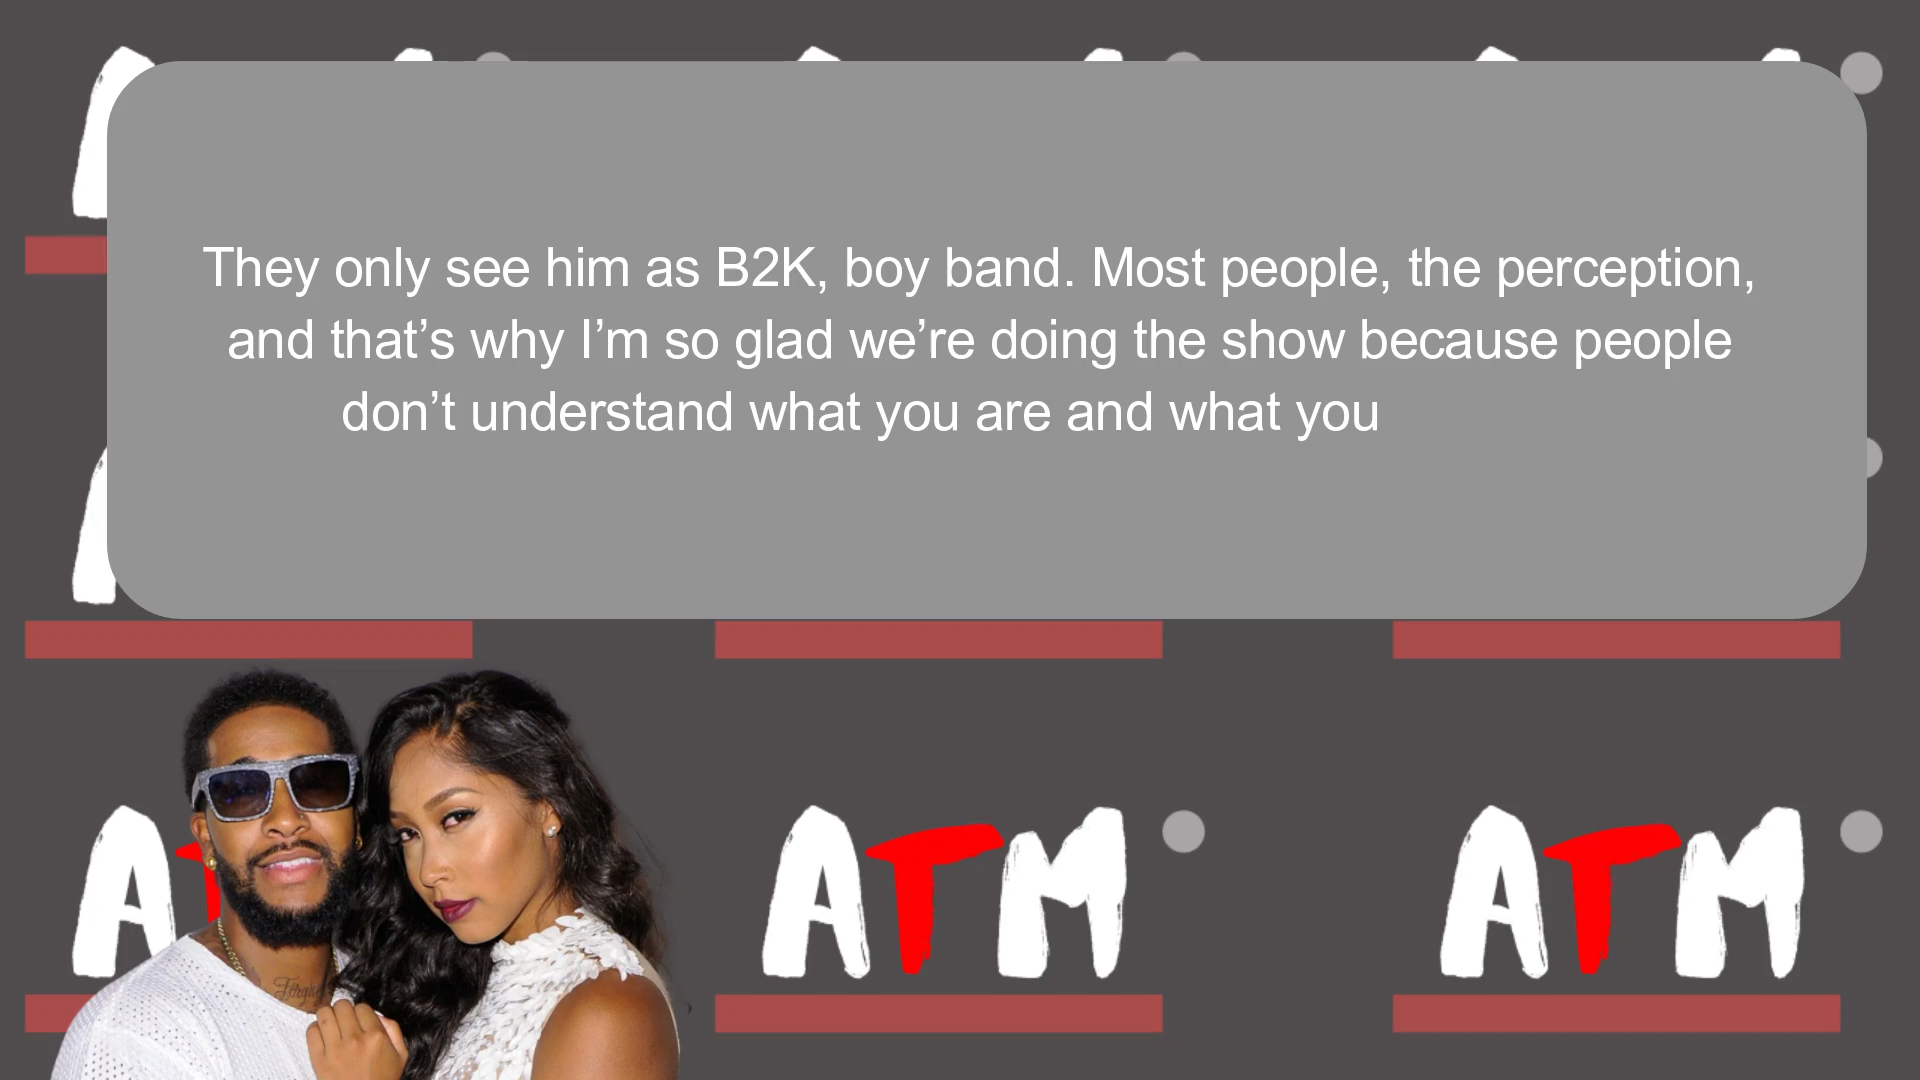 They only see him as B2K, boy band. Most people, the perception,
and that’s why I’m so glad we’re doing the show because people
don’t understand what you are and what you
ATM
ATM